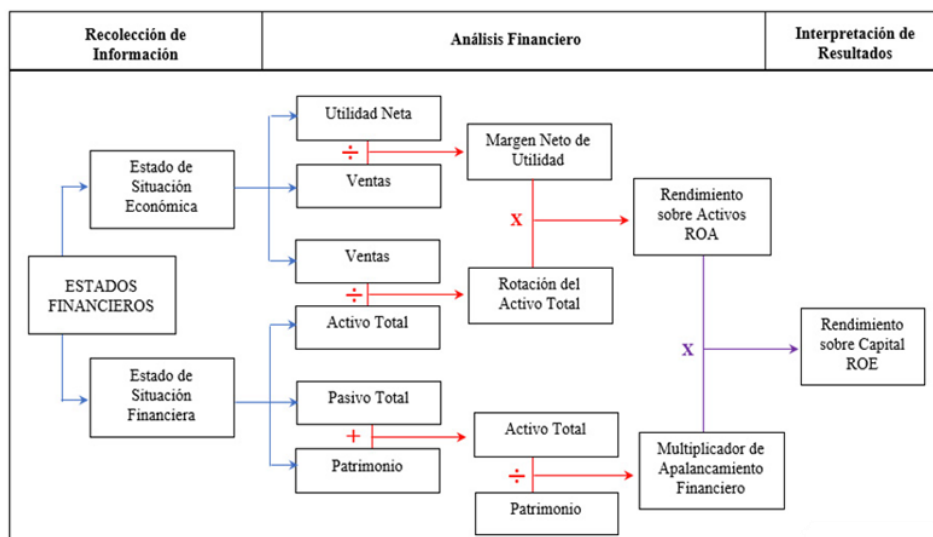 Recolección de
Información
Análisis Financiero
Interpretación de
Resultados
ESTADOS
FINANCIEROS
Estado de
Situación
Económica
Estado de
Situación
Financiera
Utilidad Neta
÷
Ventas
Ventas
÷
Activo Total
Pasivo Total
+
Patrimonio
Margen Neto de
Utilidad
X
Rotación del
Activo Total
Activo Total
÷
Patrimonio
Rendimiento
sobre Activos
ROA
X
Multiplicador de
Apalancamiento
Financiero
Rendimiento
sobre Capital
ROE